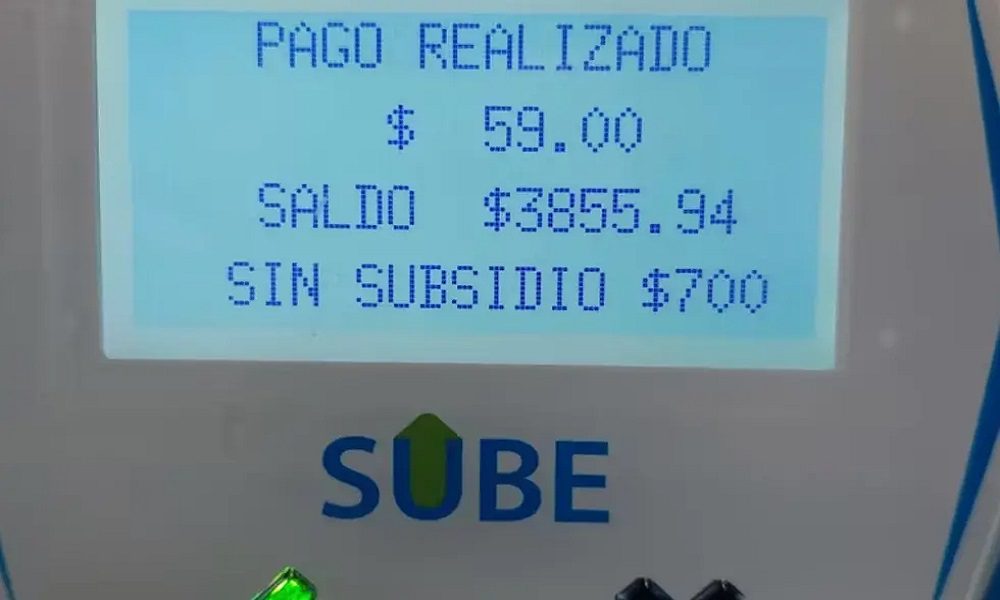 PAGO REALIZADO
$ 59.00
SALDO $3855.94
SIN SUBSIDIO $700
SUBE